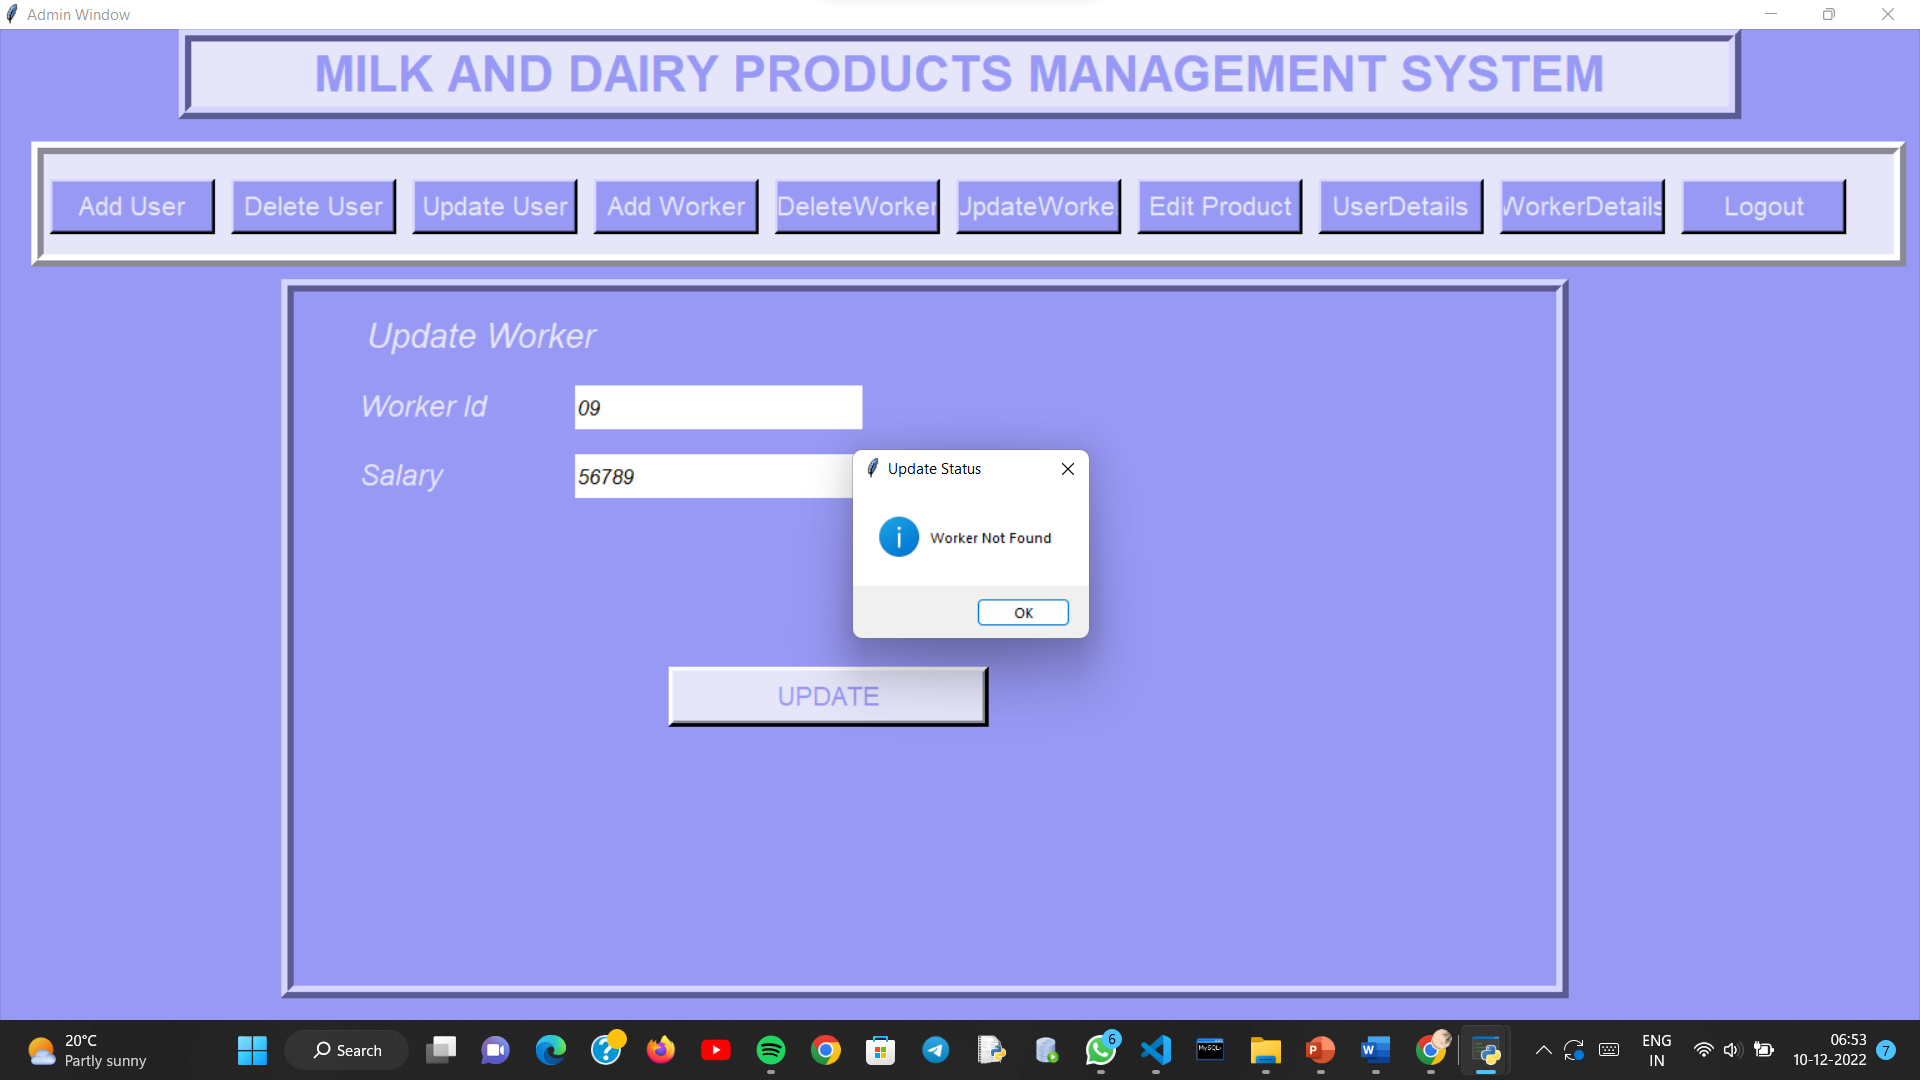 Admin Window
MILK AND DAIRY PRODUCTS MANAGEMENT SYSTEM
Add User Delete User Update User Add Worker DeleteWorker UpdateWorke Edit Product UserDetails WorkerDetails Logout
Update Worker
Worker Id 09
Salary 56789
Update Status
Worker Not Found
OK
UPDATE
20°C
Partly sunny
Search
6
MySQL
ENG
IN
06:53
10-12-2022
7